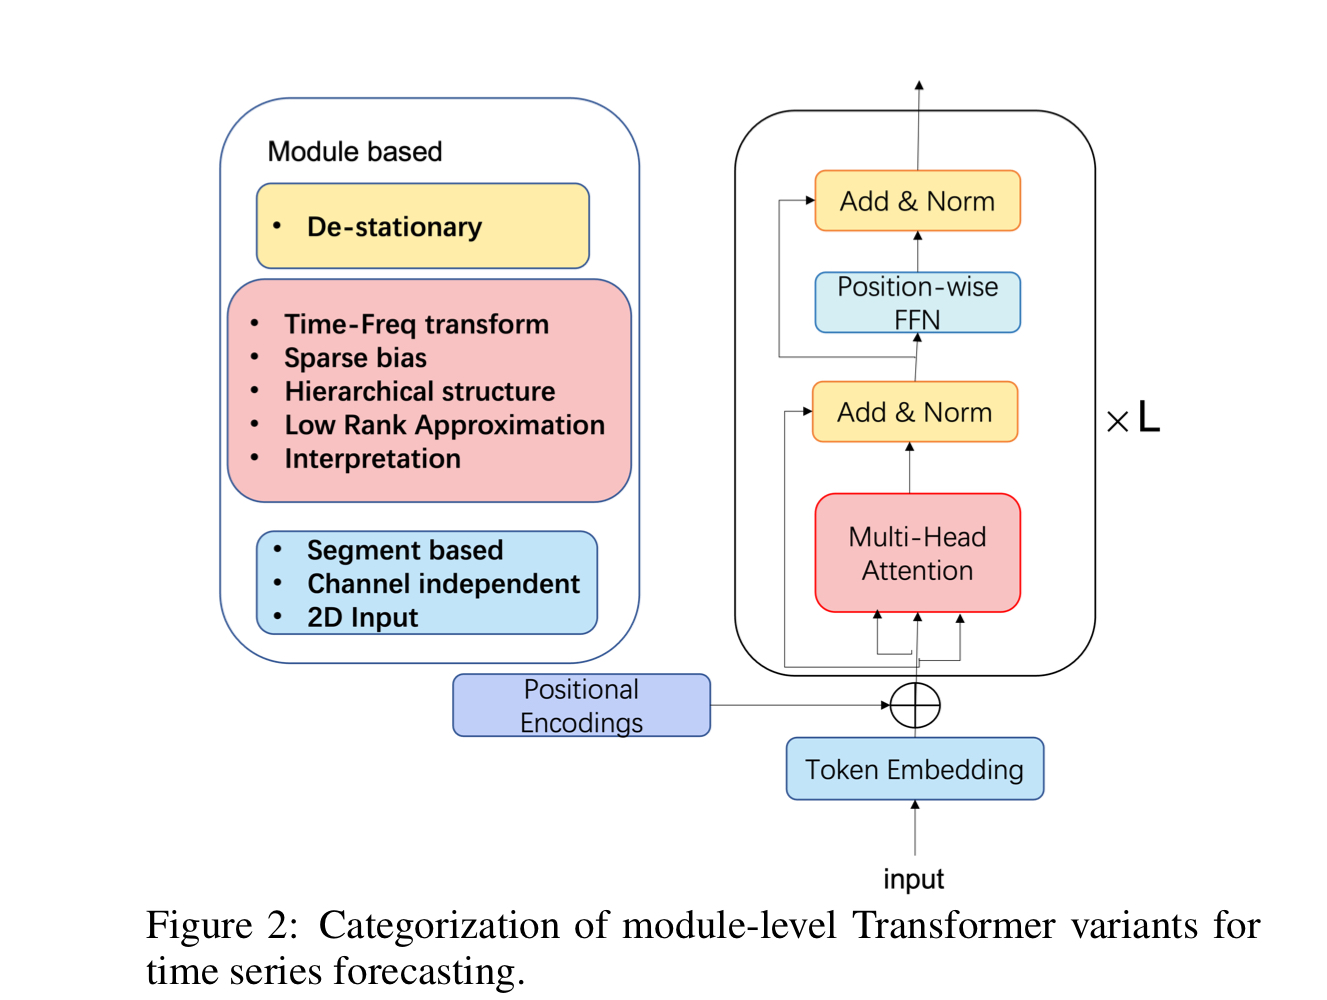 Module based
• De-stationary
• Time-Freq transform
• Sparse bias
• Hierarchical structure
• Low Rank Approximation
• Interpretation
• Segment based
• Channel independent
• 2D Input
Add & Norm
Position-wise
FFN
Add & Norm
× L
Multi-Head
Attention
Positional
Encodings
Token Embedding
input
Figure 2: Categorization of module-level Transformer variants for
time series forecasting.